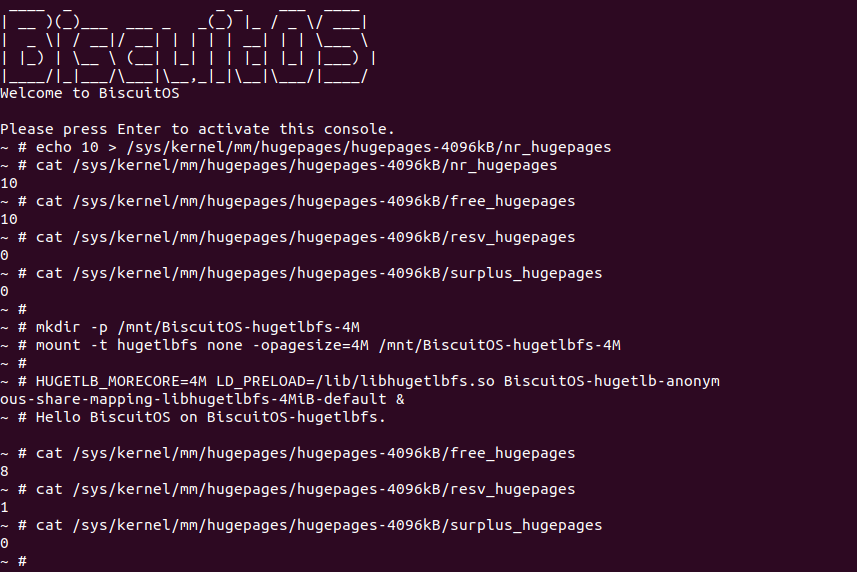 ____  _                _ _    ___  ____
| __ )(_)___  ___ _   _(_) |_ / _ \/ ___|
|  _ \| / __|/ __| | | | | __| | | \___ \
| |_) | \__ \ (__| |_| | | |_| |_| |___) |
|____/|_|___/\___|\__,_|_|\__|\___/|____/
Welcome to BiscuitOS
Please press Enter to activate this console.
~ # echo 10 > /sys/kernel/mm/hugepages/hugepages-4096kB/nr_hugepages
~ # cat /sys/kernel/mm/hugepages/hugepages-4096kB/nr_hugepages
10
~ # cat /sys/kernel/mm/hugepages/hugepages-4096kB/free_hugepages
10
~ # cat /sys/kernel/mm/hugepages/hugepages-4096kB/resv_hugepages
0
~ # cat /sys/kernel/mm/hugepages/hugepages-4096kB/surplus_hugepages
0
~ #
~ # mkdir -p /mnt/BiscuitOS-hugetlbfs-4M
~ # mount -t hugetlbfs none -opagesize=4M /mnt/BiscuitOS-hugetlbfs-4M
~ #
~ # HUGETLB_MORECORE=4M LD_PRELOAD=/lib/libhugetlbfs.so BiscuitOS-hugetlb-anonym
ous-share-mapping-libhugetlbfs-4MiB-default &
~ # Hello BiscuitOS on BiscuitOS-hugetlbfs.
~ # cat /sys/kernel/mm/hugepages/hugepages-4096kB/free_hugepages
8
~ # cat /sys/kernel/mm/hugepages/hugepages-4096kB/resv_hugepages
1
~ # cat /sys/kernel/mm/hugepages/hugepages-4096kB/surplus_hugepages
0
~ #